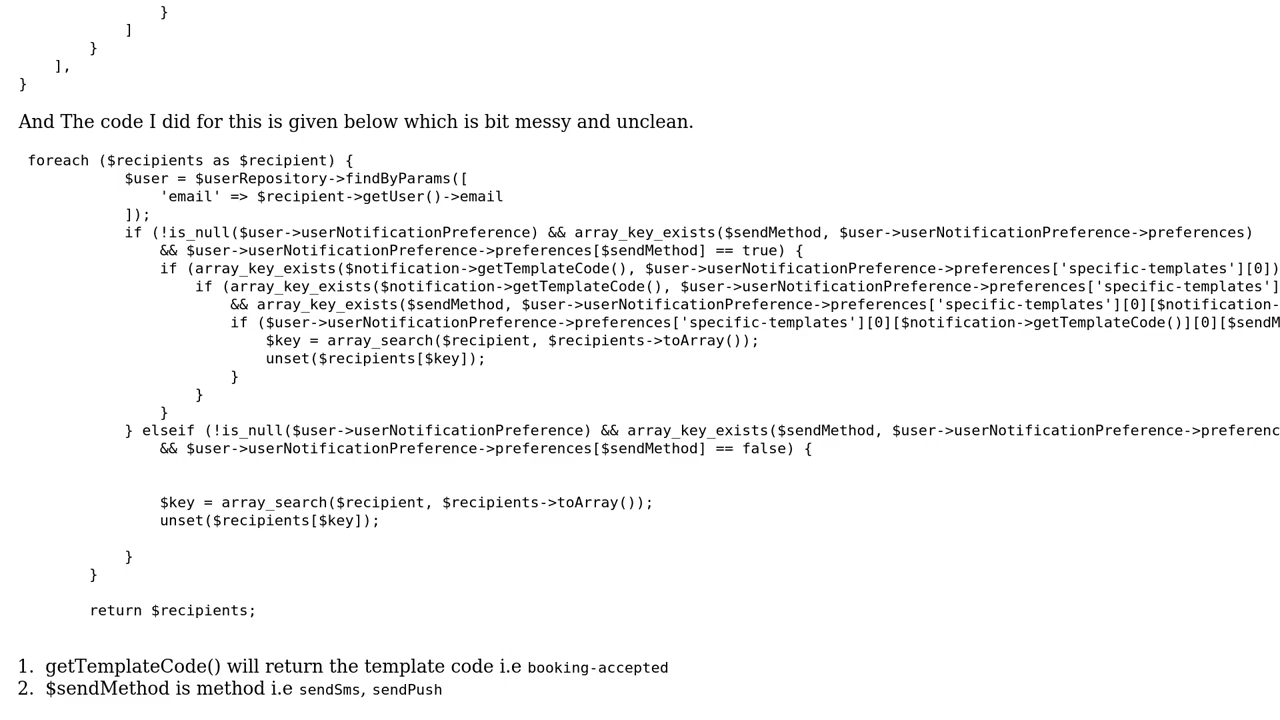 }
            ]
        }
    ],
}
And The code I did for this is given below which is bit messy and unclean.
 foreach ($recipients as $recipient) {
            $user = $userRepository->findByParams([
                'email' => $recipient->getUser()->email
            ]);
            if (!is_null($user->userNotificationPreference) && array_key_exists($sendMethod, $user->userNotificationPreference->preferences)
                && $user->userNotificationPreference->preferences[$sendMethod] == true) {
                if (array_key_exists($notification->getTemplateCode(), $user->userNotificationPreference->preferences['specific-templates'][0])
                    if (array_key_exists($notification->getTemplateCode(), $user->userNotificationPreference->preferences['specific-templates']
                        && array_key_exists($sendMethod, $user->userNotificationPreference->preferences['specific-templates'][0][$notification-
                        if ($user->userNotificationPreference->preferences['specific-templates'][0][$notification->getTemplateCode()][0][$sendM
                            $key = array_search($recipient, $recipients->toArray());
                            unset($recipients[$key]);
                        }
                    }
                }
            } elseif (!is_null($user->userNotificationPreference) && array_key_exists($sendMethod, $user->userNotificationPreference->preferenc
                && $user->userNotificationPreference->preferences[$sendMethod] == false) {
                $key = array_search($recipient, $recipients->toArray());
                unset($recipients[$key]);
            }
        }
        return $recipients;
1. getTemplateCode() will return the template code i.e booking-accepted
2. $sendMethod is method i.e sendSms, sendPush